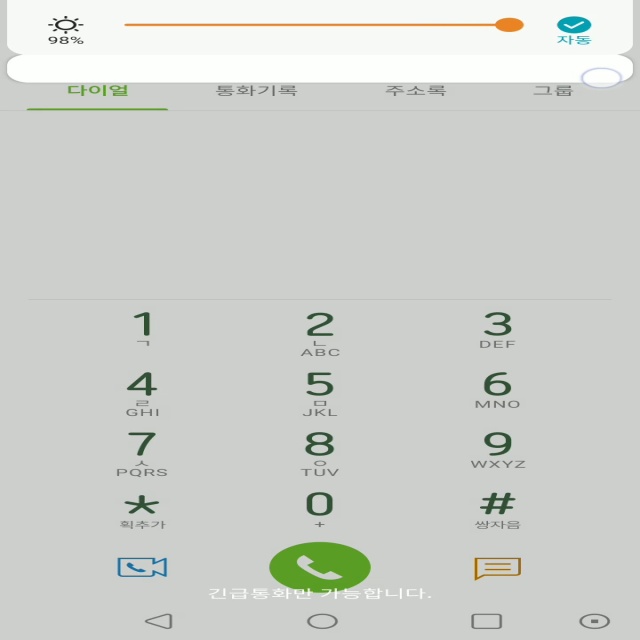 98%
자동
다이얼 통화기록 주소록 그룹
1 2 3
ㄱ ㄴ
ABC DEF
4 5 6
ㄹ ㅁ
GHI JKL MNO
7 8 9
ㅅ ㅇ
PQRS TUV WXYZ
* 0 #
획추가 + 쌍자음
긴급통화만 가능합니다.